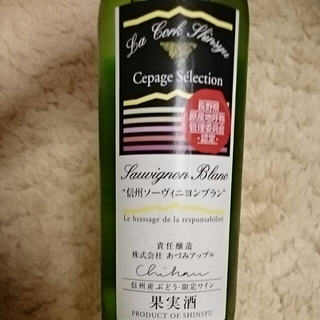 La Cork Shinsyu
Cepage Sélection
長野県
原産地呼称
管理委員会
認定
Sauvignon Blanc
"信州ソーヴィニヨンブラン"
Le brassage de la responsabilité
責任醸造
株式会社 あづみアップル
Chikau
信州産ぶどう・限定ワイン
果実酒
PRODUCT OF SHINSYU